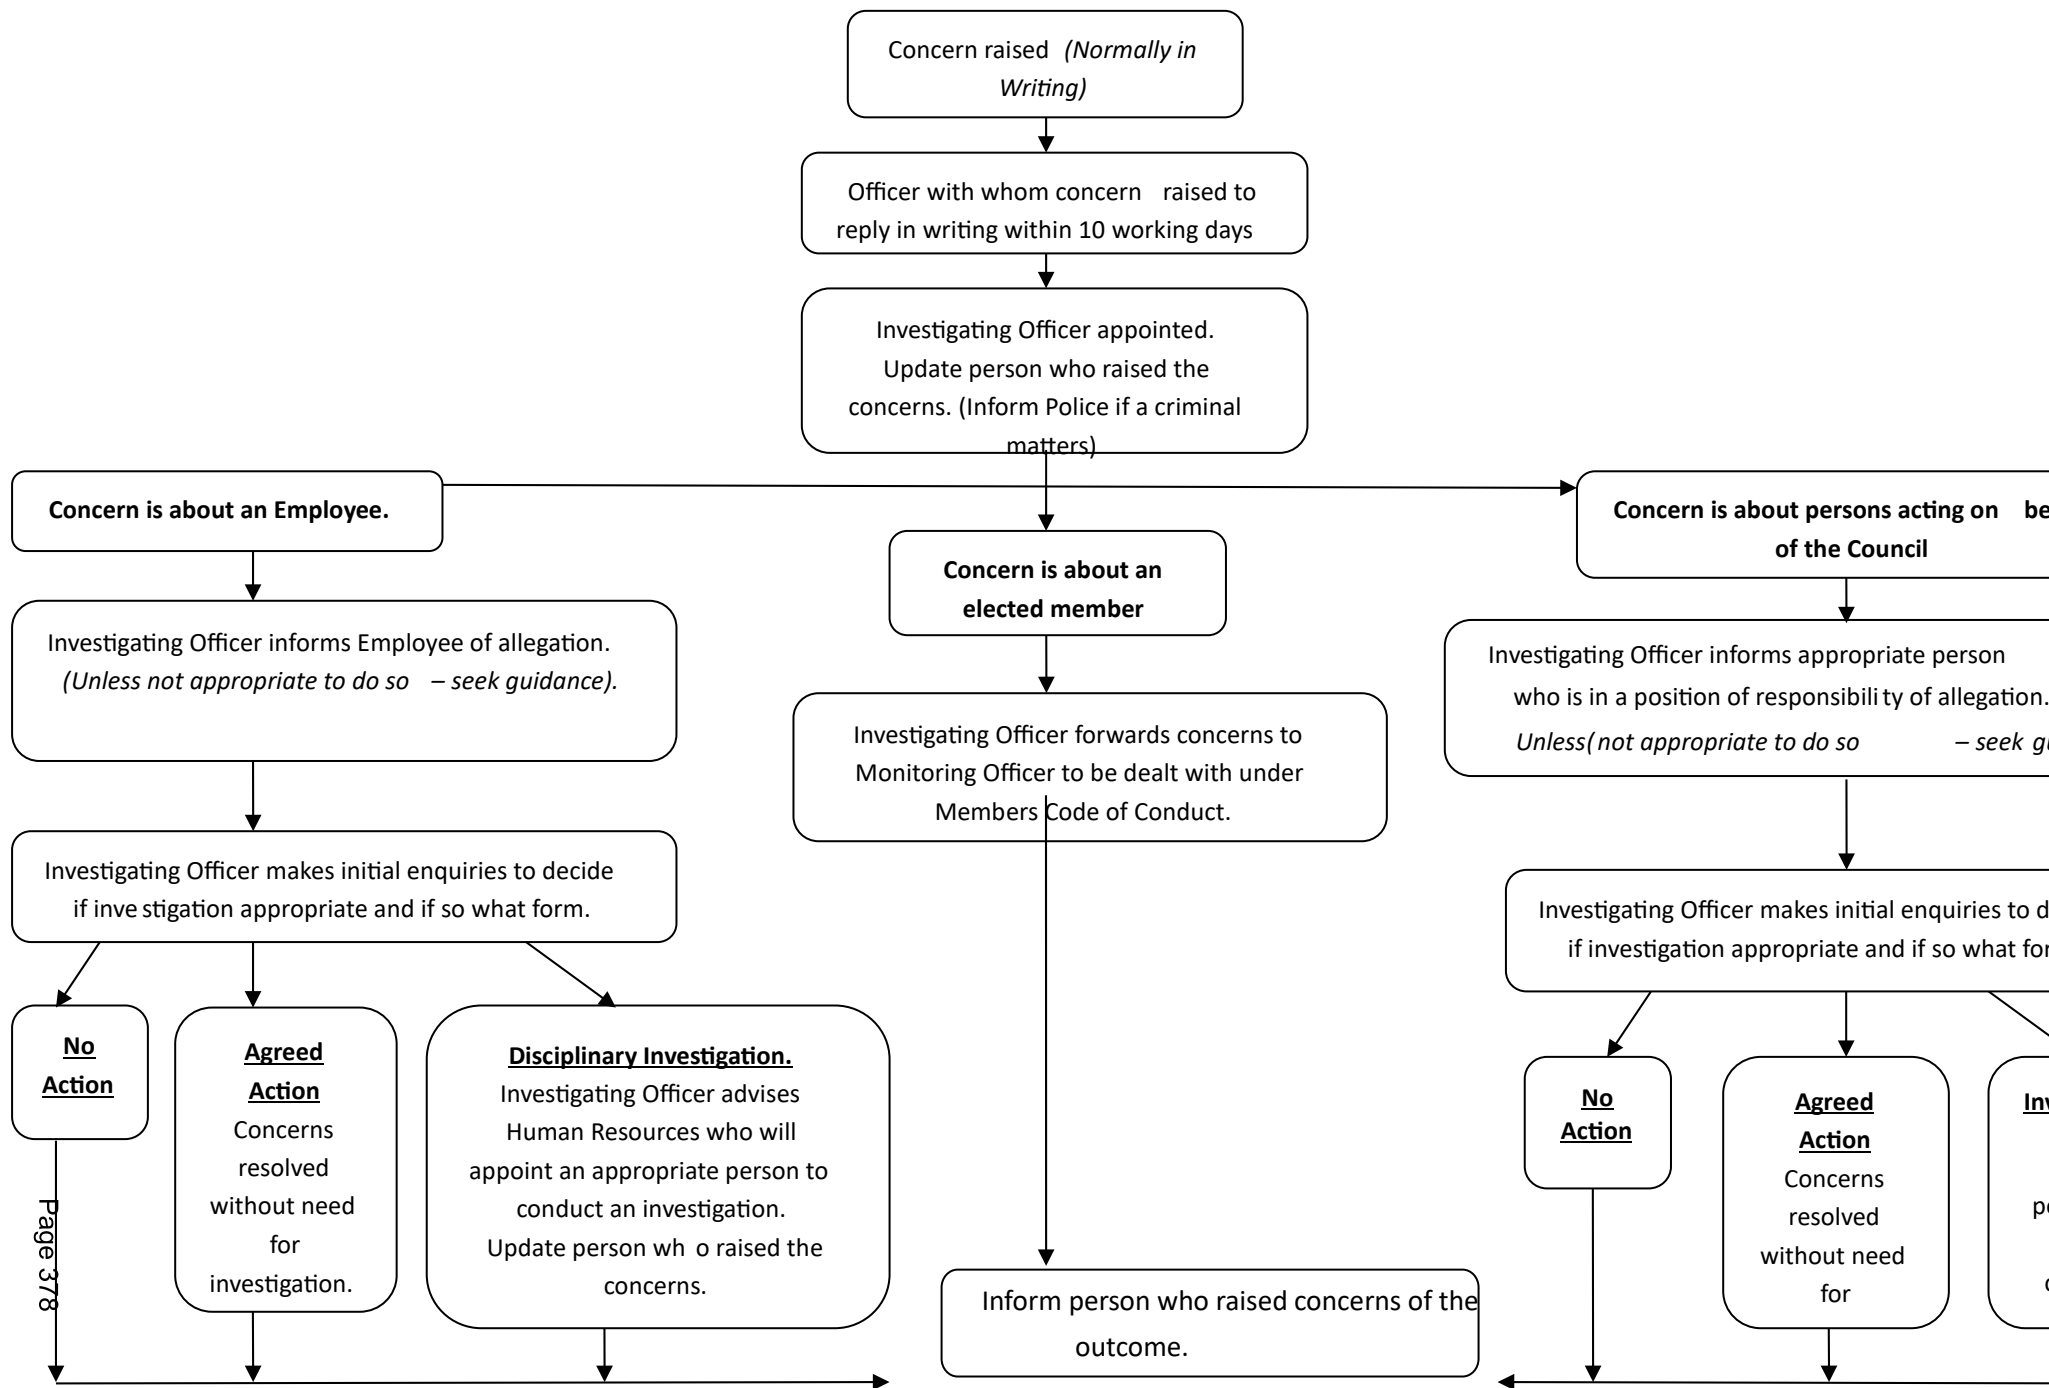 Concern raised (Normally in
Writing)
Officer with whom concern raised to
reply in writing within 10 working days
Investigating Officer appointed.
Update person who raised the
concerns. (Inform Police if a criminal
matters)
Concern is about an Employee.
Investigating Officer informs Employee of allegation.
(Unless not appropriate to do so – seek guidance).
Investigating Officer makes initial enquiries to decide
if inve stigation appropriate and if so what form.
No
Action
Agreed
Action
Concerns
resolved
without need
for
investigation.
Disciplinary Investigation.
Investigating Officer advises
Human Resources who will
appoint an appropriate person to
conduct an investigation.
Update person wh o raised the
concerns.
Concern is about an
elected member
Investigating Officer forwards concerns to
Monitoring Officer to be dealt with under
Members Code of Conduct.
Inform person who raised concerns of the
outcome.
Concern is about persons acting on
of the Council
Investigating Officer informs appropriate person
who is in a position of responsibili ty of allegation.
Unless( not appropriate to do so – seek
Investigating Officer makes initial enquiries to
if investigation appropriate and if so what
No
Action
Agreed
Action
Concerns
resolved
without need
for
Page 378